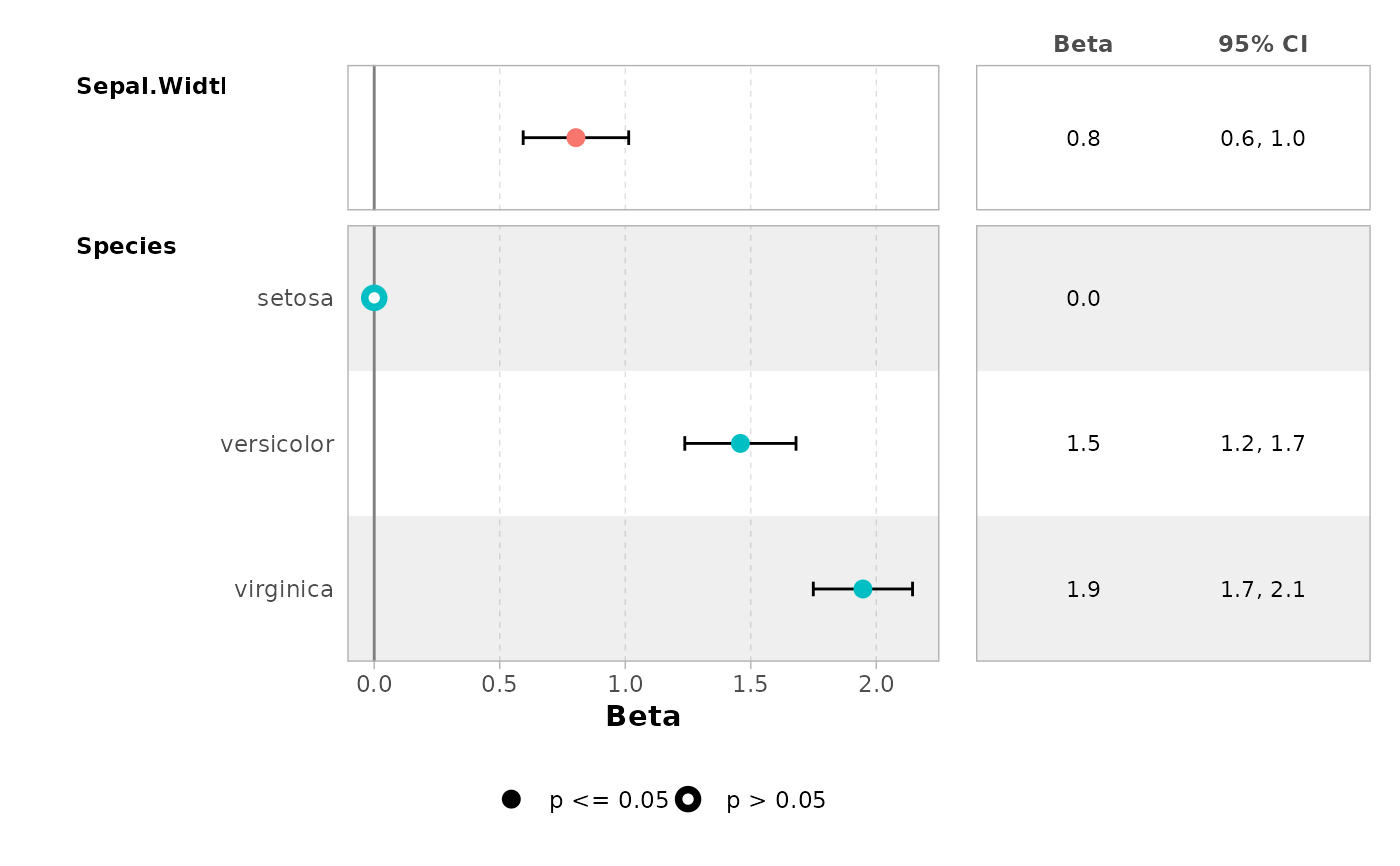 Beta 95% CI
Sepal.Widt
0.8 0.6, 1.0
Species
setosa 0.0
versicolor 1.5 1.2, 1.7
virginica 1.9 1.7, 2.1
0.0 0.5 1.0 1.5 2.0
Beta
p <= 0.05 p > 0.05